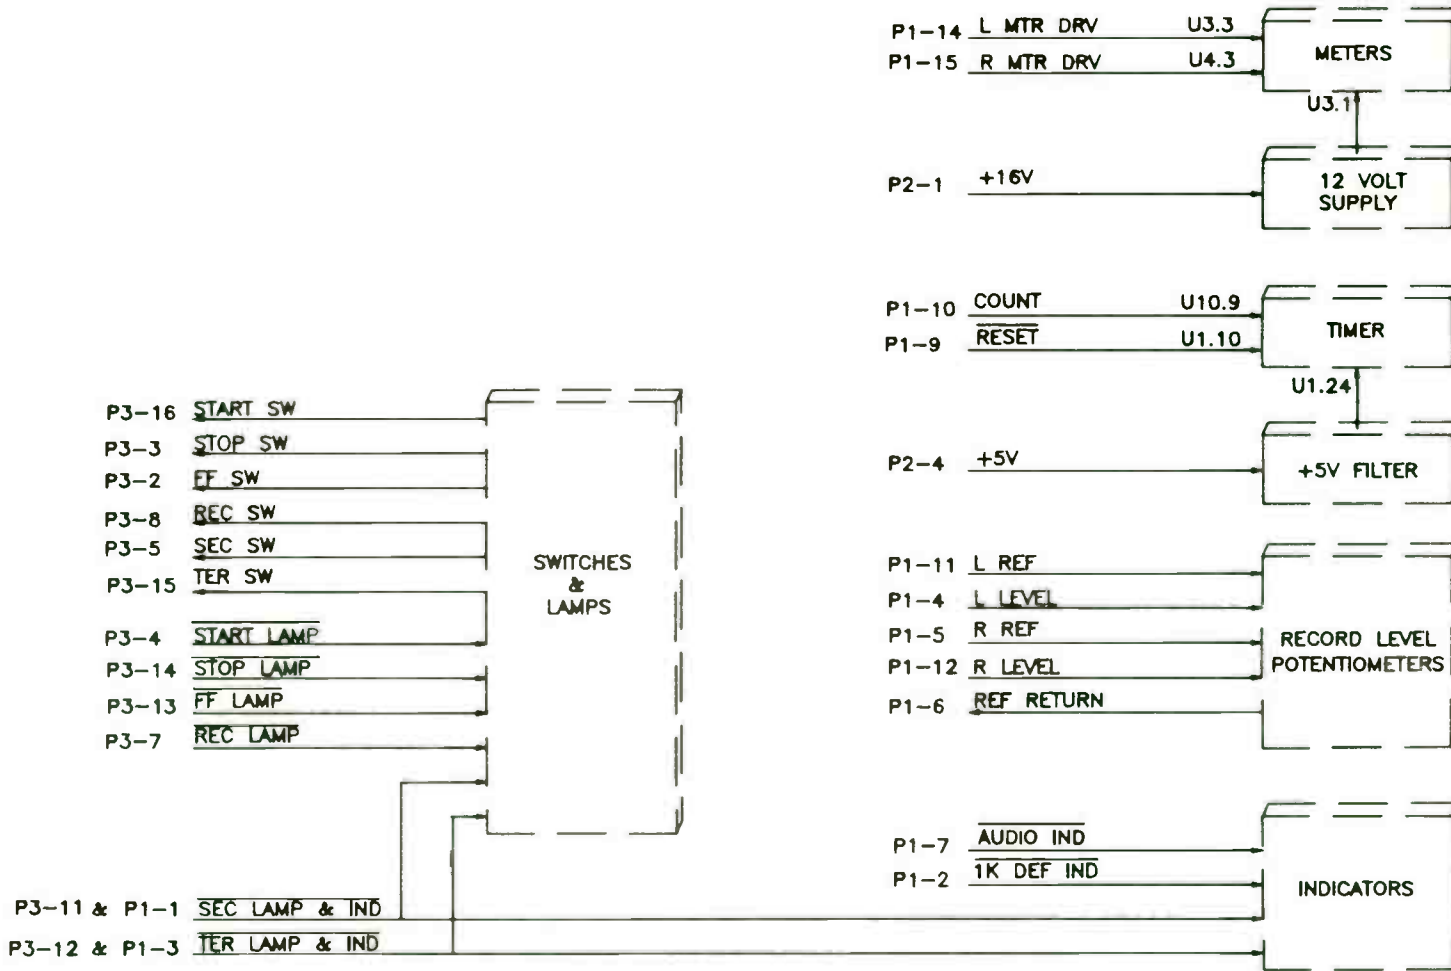 P1-14 L MTR DRV U3.3
P1-15 R MTR DRV U4.3
METERS
U3.1
P2-1 +16V
12 VOLT
SUPPLY
P1-10 COUNT U10.9
P1-9 RESET U1.10
TIMER
U1.24
P2-4 +5V
+5V FILTER
P3-16 START SW
P3-3 STOP SW
P3-2 FF SW
P3-8 REC SW
P3-5 SEC SW
P3-15 TER SW
P3-4 START LAMP
P3-14 STOP LAMP
P3-13 FF LAMP
P3-7 REC LAMP
SWITCHES
&
LAMPS
P1-11 L REF
P1-4 L LEVEL
P1-5 R REF
P1-12 R LEVEL
P1-6 REF RETURN
RECORD LEVEL
POTENTIOMETERS
P1-7 AUDIO IND
P1-2 1K DEF IND
INDICATORS
P3-11 & P1-1 SEC LAMP & IND
P3-12 & P1-3 TER LAMP & IND